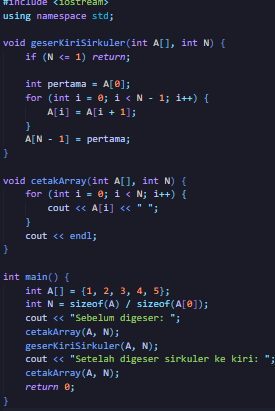 #include <iostream>
using namespace std;

void geserKiriSirkuler(int A[], int N) {
    if (N <= 1) return;

    int pertama = A[0];
    for (int i = 0; i < N - 1; i++) {
        A[i] = A[i + 1];
    }
    A[N - 1] = pertama;
}

void cetakArray(int A[], int N) {
    for (int i = 0; i < N; i++) {
        cout << A[i] << " ";
    }
    cout << endl;
}

int main() {
    int A[] = {1, 2, 3, 4, 5};
    int N = sizeof(A) / sizeof(A[0]);
    cout << "Sebelum digeser: ";
    cetakArray(A, N);
    geserKiriSirkuler(A, N);
    cout << "Setelah digeser sirkuler ke kiri: ";
    cetakArray(A, N);
    return 0;
}